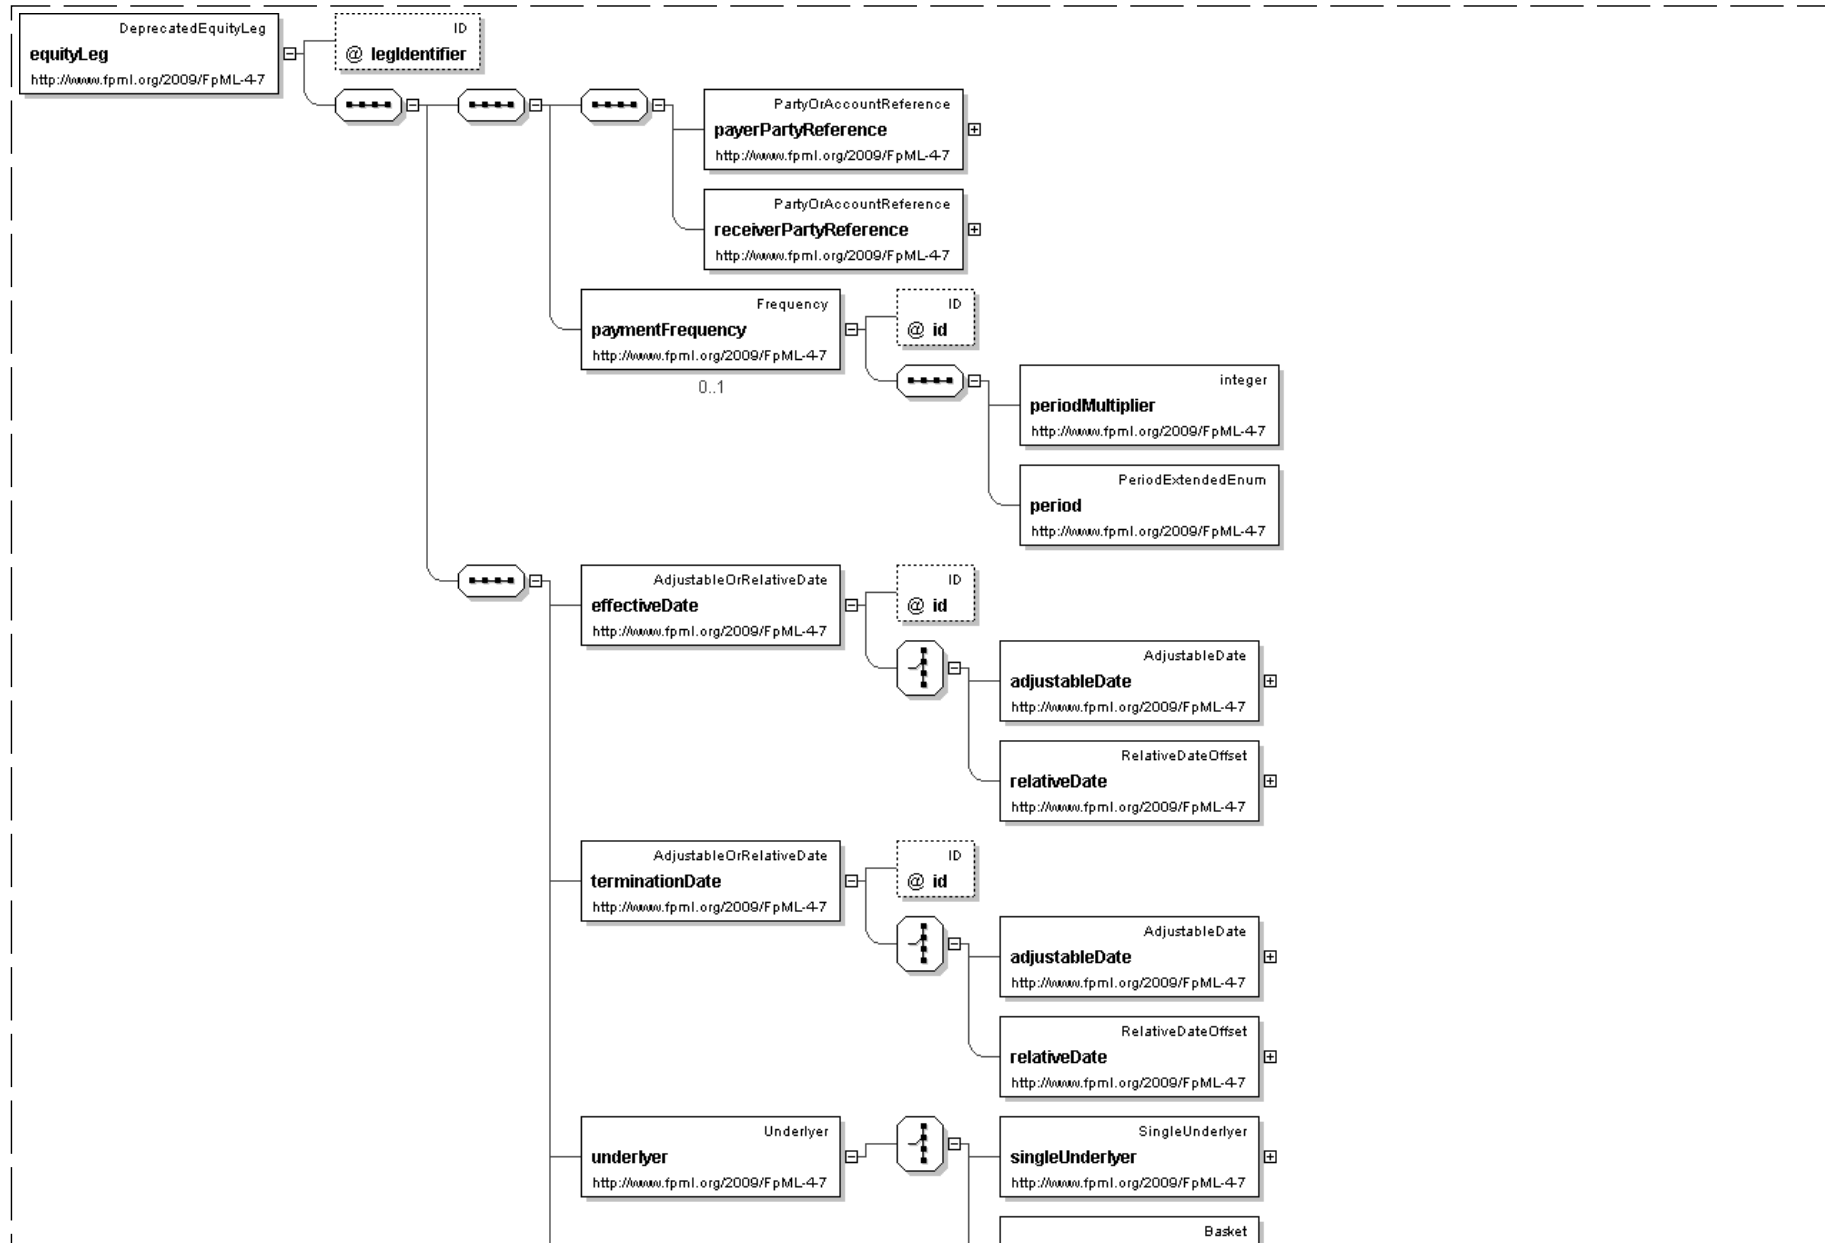 DeprecatedEquityLeg
equityLeg
http://www.fpml.org/2009/FpML-4-7
ID
@ legIdentifier
PartyOrAccountReference
payerPartyReference
http://www.fpml.org/2009/FpML-4-7
PartyOrAccountReference
receiverPartyReference
http://www.fpml.org/2009/FpML-4-7
Frequency
paymentFrequency
http://www.fpml.org/2009/FpML-4-7
0..1
ID
@ id
integer
periodMultiplier
http://www.fpml.org/2009/FpML-4-7
PeriodExtendedEnum
period
http://www.fpml.org/2009/FpML-4-7
AdjustableOrRelativeDate
effectiveDate
http://www.fpml.org/2009/FpML-4-7
ID
@ id
AdjustableDate
adjustableDate
http://www.fpml.org/2009/FpML-4-7
RelativeDateOffset
relativeDate
http://www.fpml.org/2009/FpML-4-7
AdjustableOrRelativeDate
terminationDate
http://www.fpml.org/2009/FpML-4-7
ID
@ id
AdjustableDate
adjustableDate
http://www.fpml.org/2009/FpML-4-7
RelativeDateOffset
relativeDate
http://www.fpml.org/2009/FpML-4-7
Underlyer
underlyer
http://www.fpml.org/2009/FpML-4-7
SingleUnderlyer
singleUnderlyer
http://www.fpml.org/2009/FpML-4-7
Basket